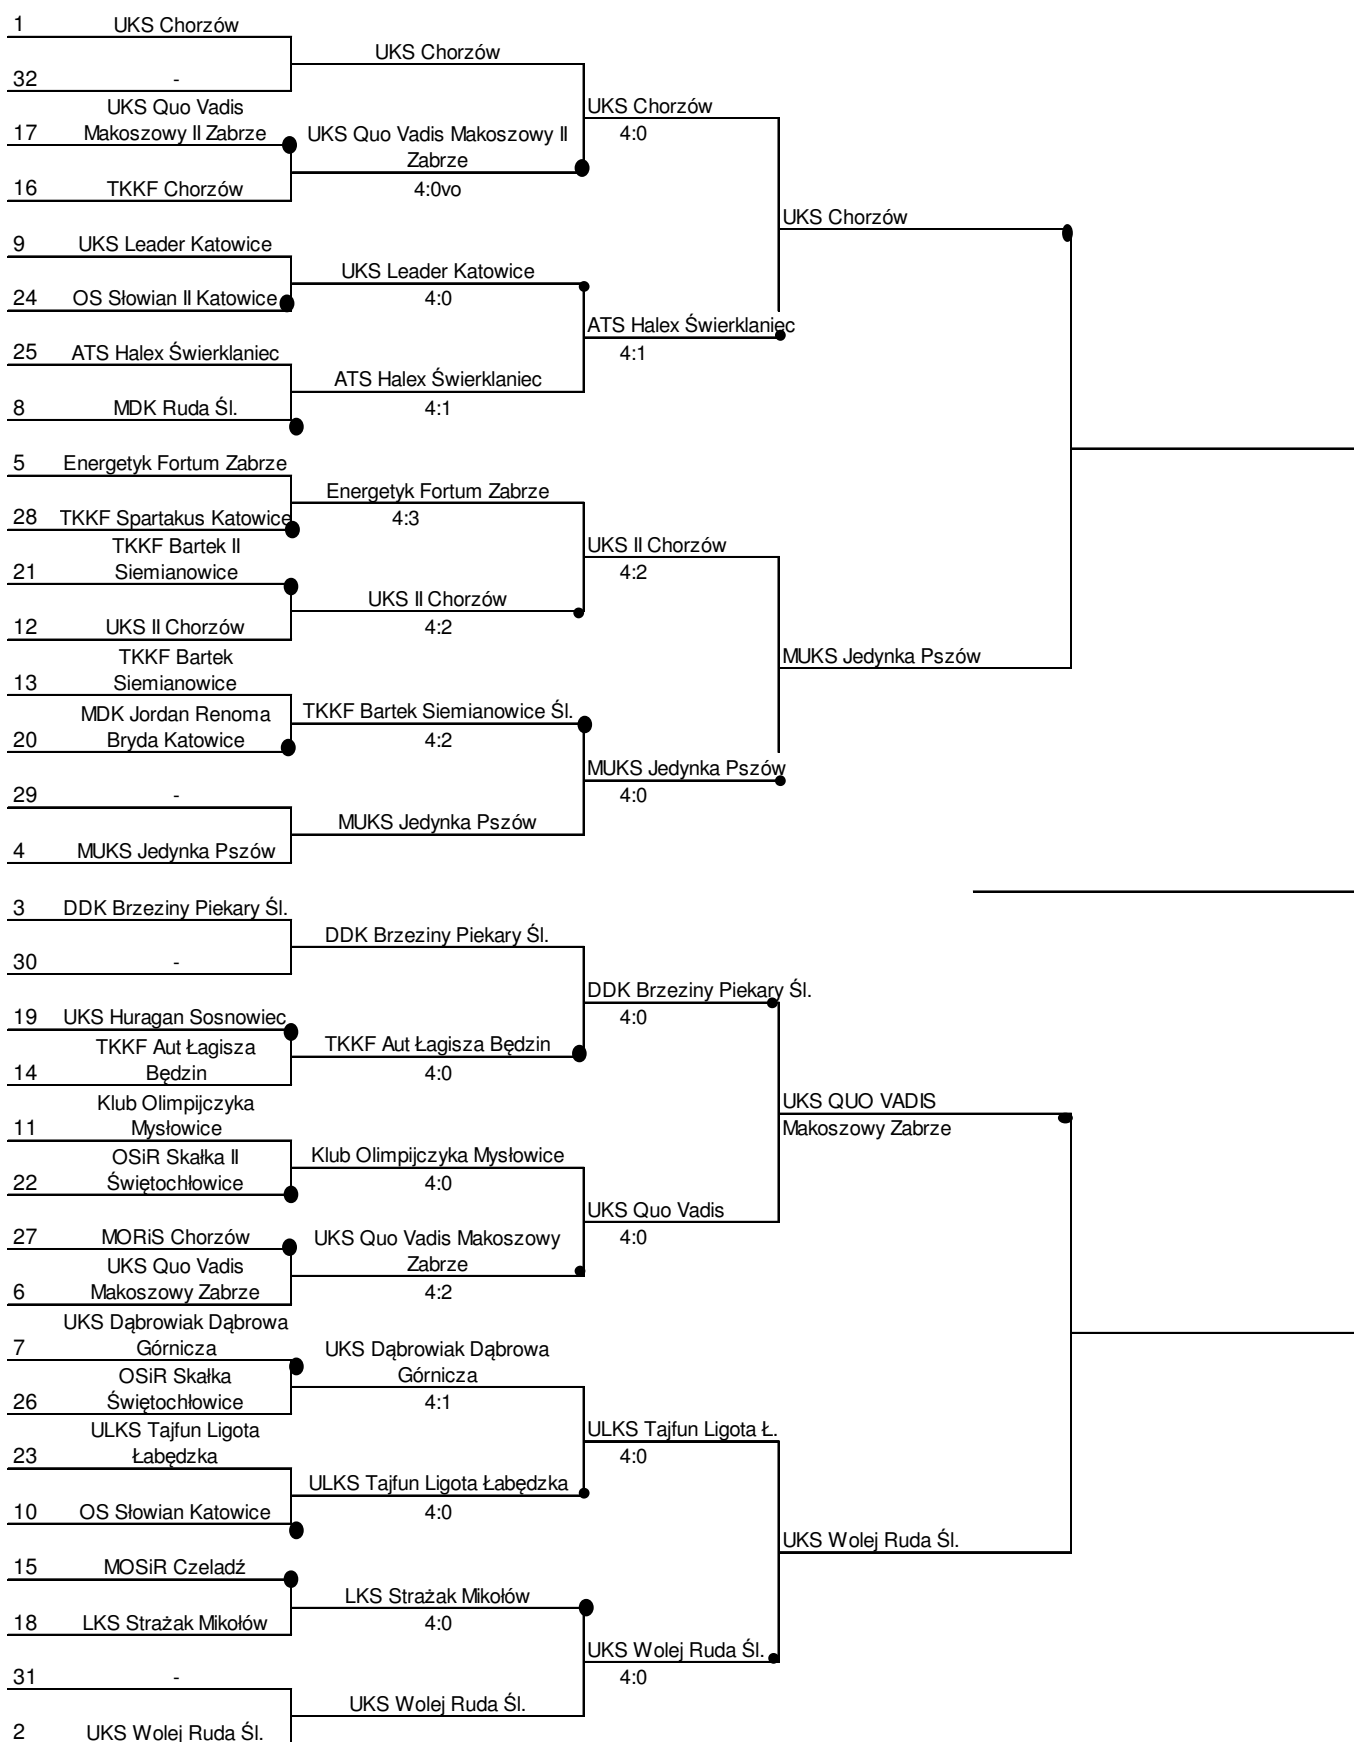 1 UKS Chorzów
UKS Chorzów
32 -
UKS Chorzów
4:0
UKS Quo Vadis
17 Makoszowy II Zabrze
UKS Quo Vadis Makoszowy II
Zabrze
4:0vo
16 TKKF Chorzów
UKS Chorzów
9 UKS Leader Katowice
UKS Leader Katowice
4:0
24 OS Słowian II Katowice
ATS Halex Świerklaniec
4:1
25 ATS Halex Świerklaniec
ATS Halex Świerklaniec
4:1
8 MDK Ruda Śl.
5 Energetyk Fortum Zabrze
Energetyk Fortum Zabrze
4:3
28 TKKF Spartakus Katowice
UKS II Chorzów
4:2
TKKF Bartek II
21 Siemianowice
UKS II Chorzów
4:2
12 UKS II Chorzów
MUKS Jedynka Pszów
TKKF Bartek
13 Siemianowice
TKKF Bartek Siemianowice Śl.
4:2
MDK Jordan Renoma
20 Bryda Katowice
MUKS Jedynka Pszów
4:0
29 -
MUKS Jedynka Pszów
4 MUKS Jedynka Pszów
3 DDK Brzeziny Piekary Śl.
DDK Brzeziny Piekary Śl.
30 -
DDK Brzeziny Piekary Śl.
4:0
19 UKS Huragan Sosnowiec
TKKF Aut Łagisza Będzin
4:0
TKKF Aut Łagisza
14 Będzin
UKS QUO VADIS
Makoszowy Zabrze
Klub Olimpijczyka
11 Mysłowice
Klub Olimpijczyka Mysłowice
4:0
OSiR Skałka II
22 Świętochłowice
UKS Quo Vadis
4:0
27 MORiS Chorzów
UKS Quo Vadis Makoszowy
Zabrze
4:2
UKS Quo Vadis
6 Makoszowy Zabrze
UKS Dąbrowiak Dąbrowa
7 Górnicza
UKS Dąbrowiak Dąbrowa
Górnicza
4:1
OSiR Skałka
26 Świętochłowice
ULKS Tajfun Ligota Ł.
4:0
ULKS Tajfun Ligota
23 Łabędzka
ULKS Tajfun Ligota Łabędzka
4:0
10 OS Słowian Katowice
UKS Wolej Ruda Śl.
15 MOSiR Czeladź
LKS Strażak Mikołów
4:0
18 LKS Strażak Mikołów
UKS Wolej Ruda Śl.
4:0
31 -
UKS Wolej Ruda Śl.
2 UKS Wolej Ruda Śl.